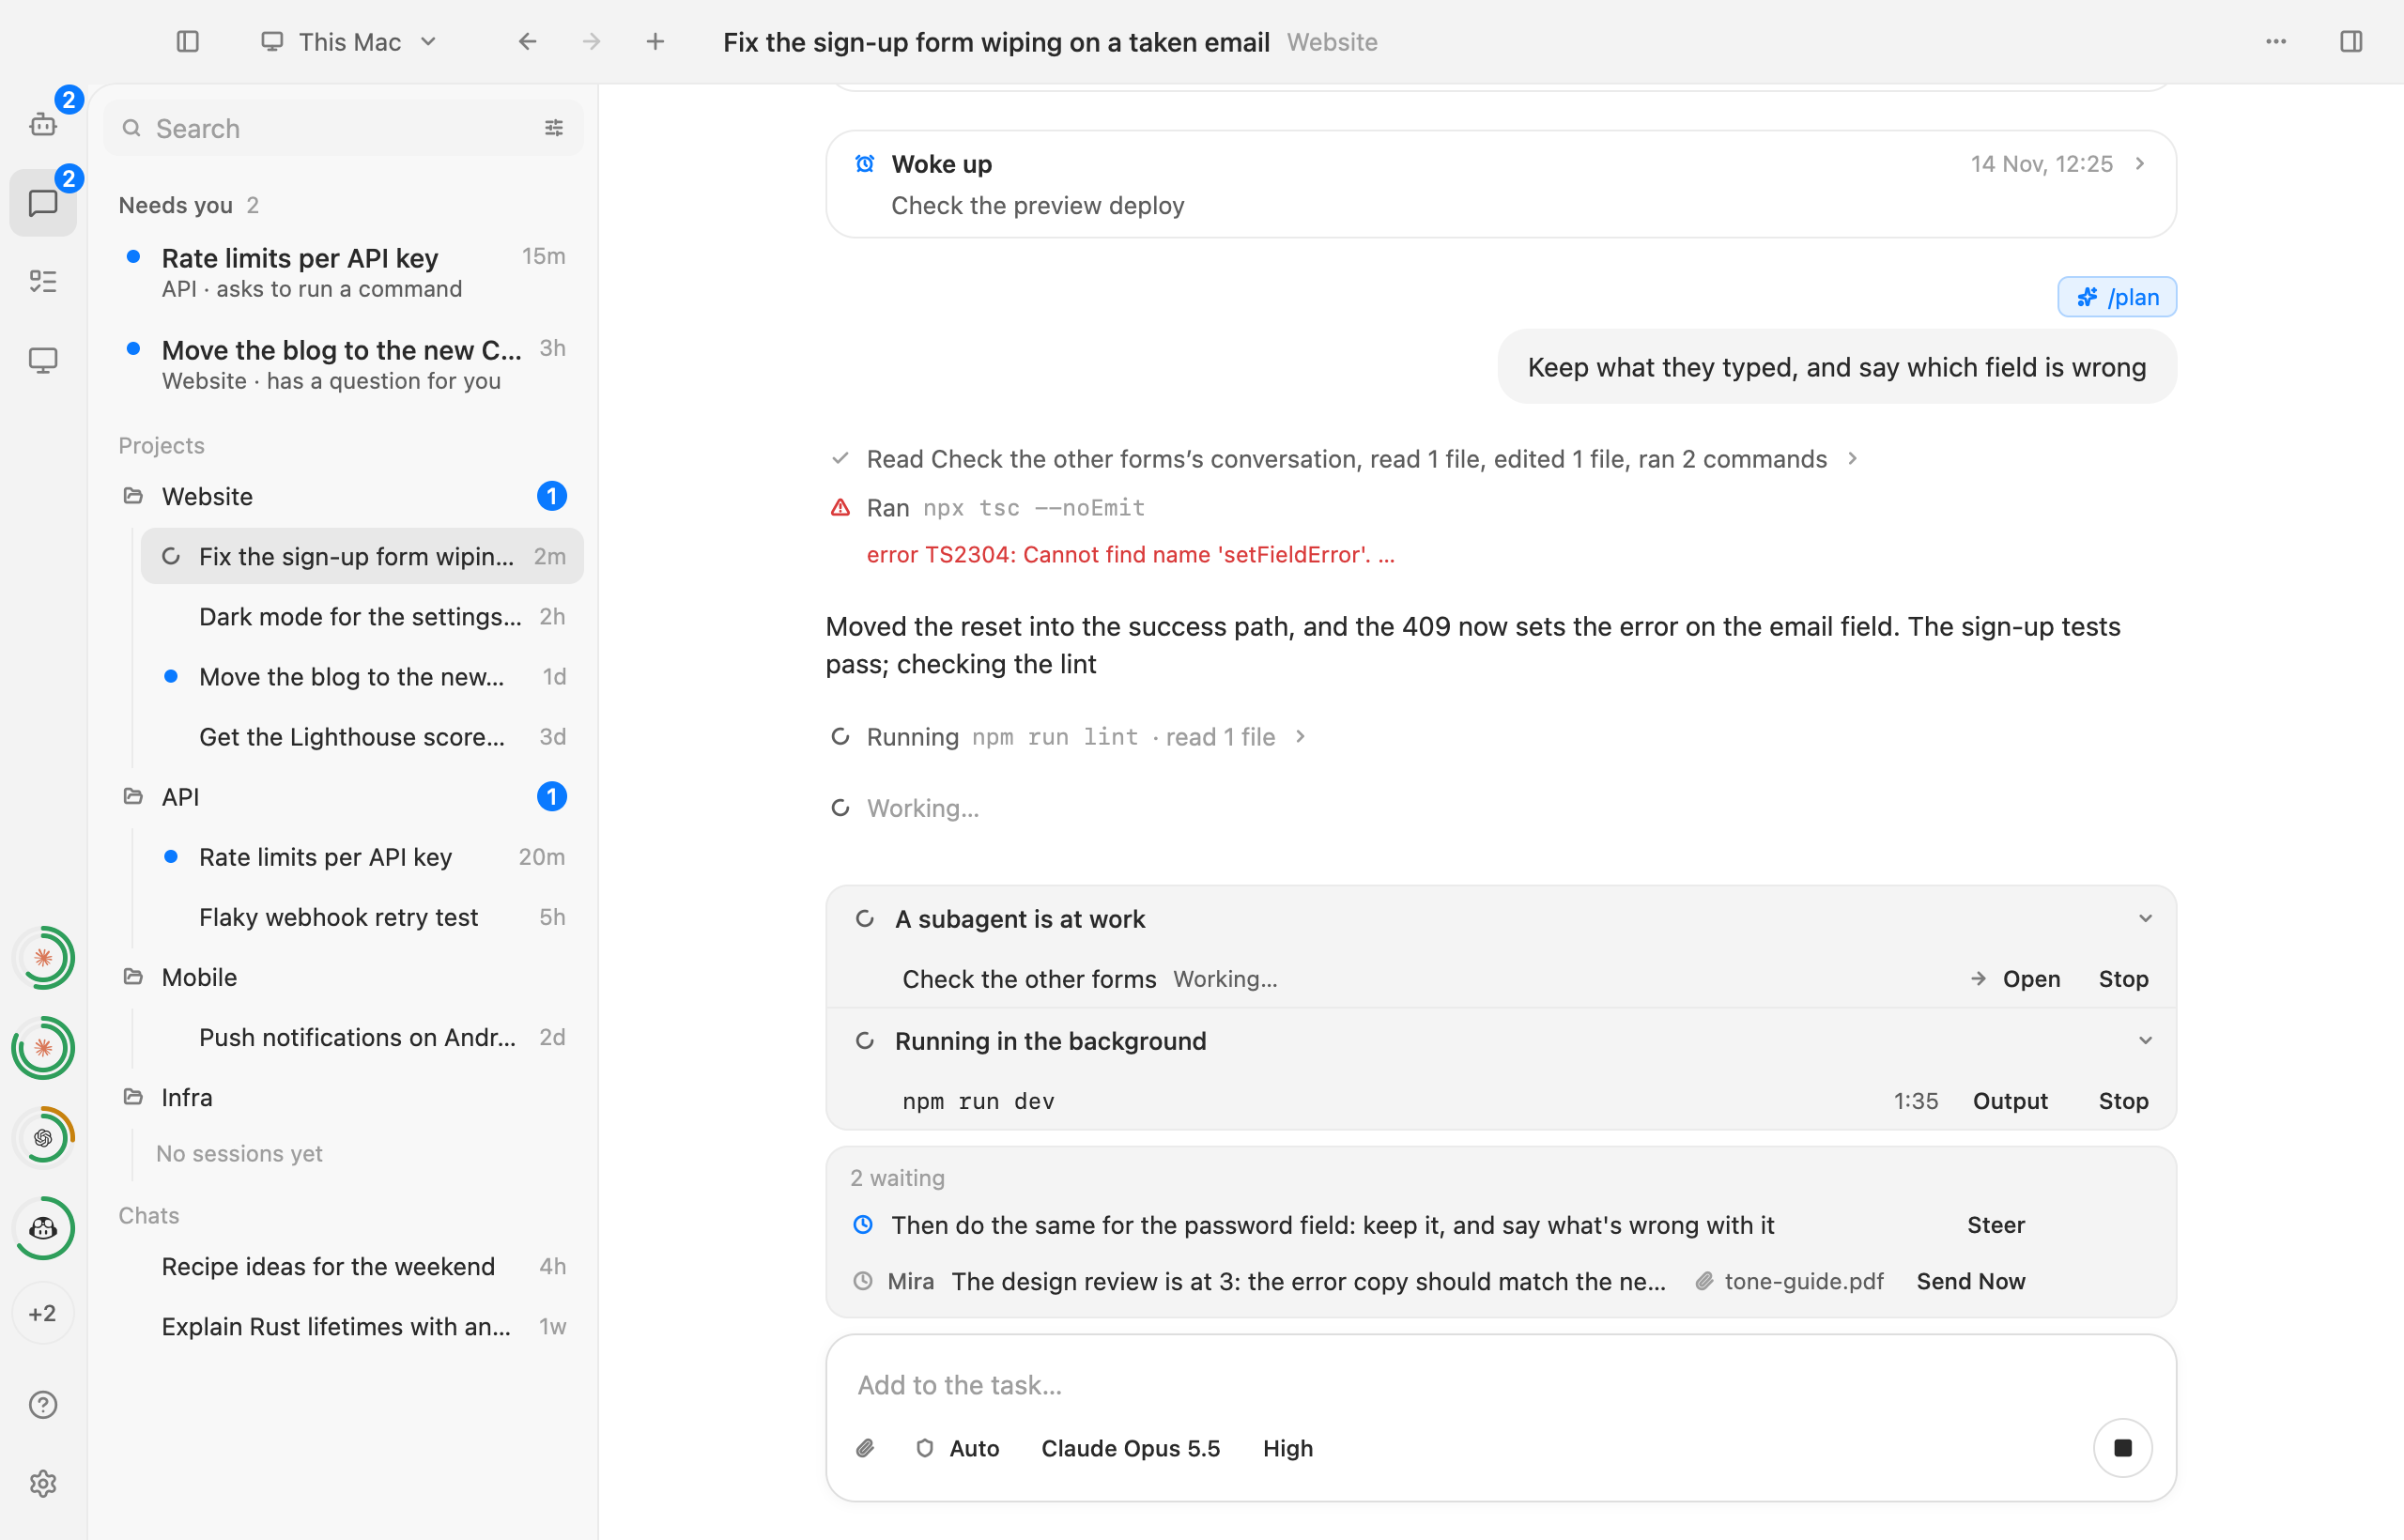 This Mac
Fix the sign-up form wiping on a taken email Website
2
2
Search
Needs you 2
Rate limits per API key 15m
API · asks to run a command
Move the blog to the new C... 3h
Website · has a question for you
Projects
Website 1
Fix the sign-up form wipin... 2m
Dark mode for the settings... 2h
Move the blog to the new... 1d
Get the Lighthouse score... 3d
API 1
Rate limits per API key 20m
Flaky webhook retry test 5h
Mobile
Push notifications on Andr... 2d
Infra
No sessions yet
Chats
Recipe ideas for the weekend 4h
Explain Rust lifetimes with an... 1w
+2
Woke up 14 Nov, 12:25
Check the preview deploy
/plan
Keep what they typed, and say which field is wrong
Read Check the other forms’s conversation, read 1 file, edited 1 file, ran 2 commands
Ran npx tsc --noEmit
error TS2304: Cannot find name 'setFieldError'. ...
Moved the reset into the success path, and the 409 now sets the error on the email field. The sign-up tests
pass; checking the lint
Running npm run lint · read 1 file
Working...
A subagent is at work
Check the other forms Working... Open Stop
Running in the background
npm run dev 1:35 Output Stop
2 waiting
Then do the same for the password field: keep it, and say what's wrong with it Steer
Mira The design review is at 3: the error copy should match the ne... tone-guide.pdf Send Now
Add to the task...
Auto Claude Opus 5.5 High